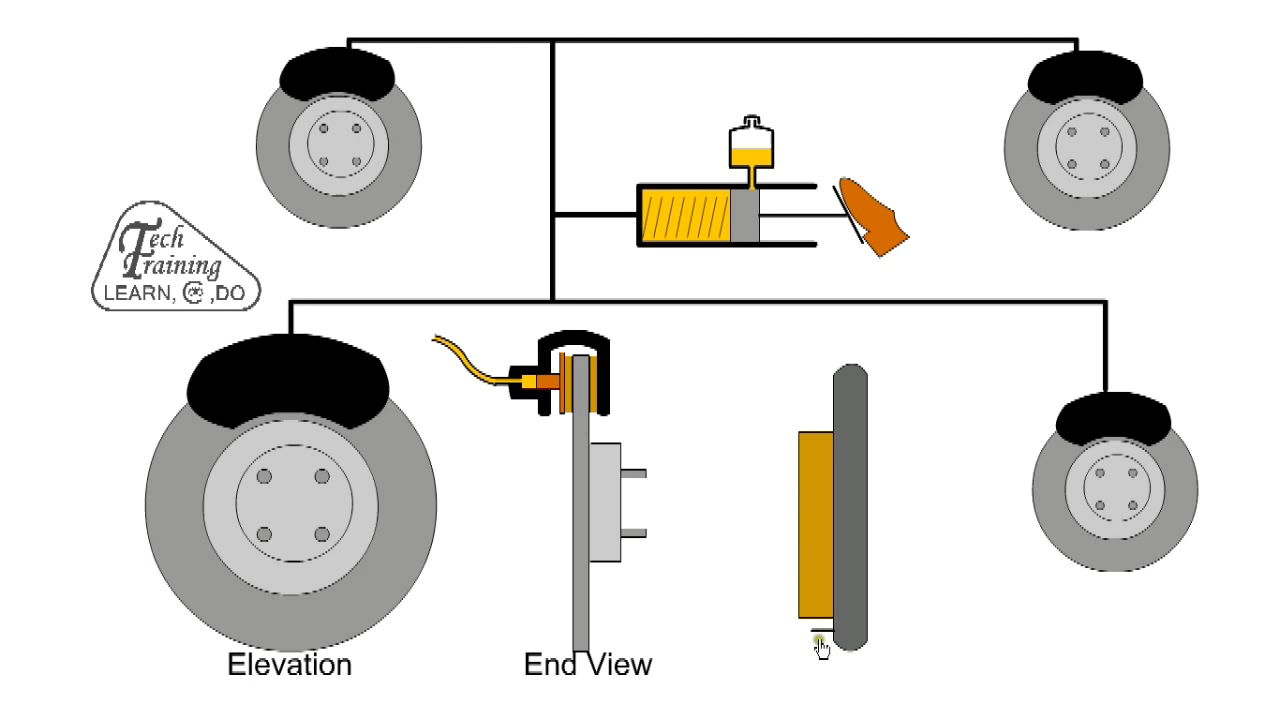 Tech
Training
LEARN, @ ,DO
Elevation
End View